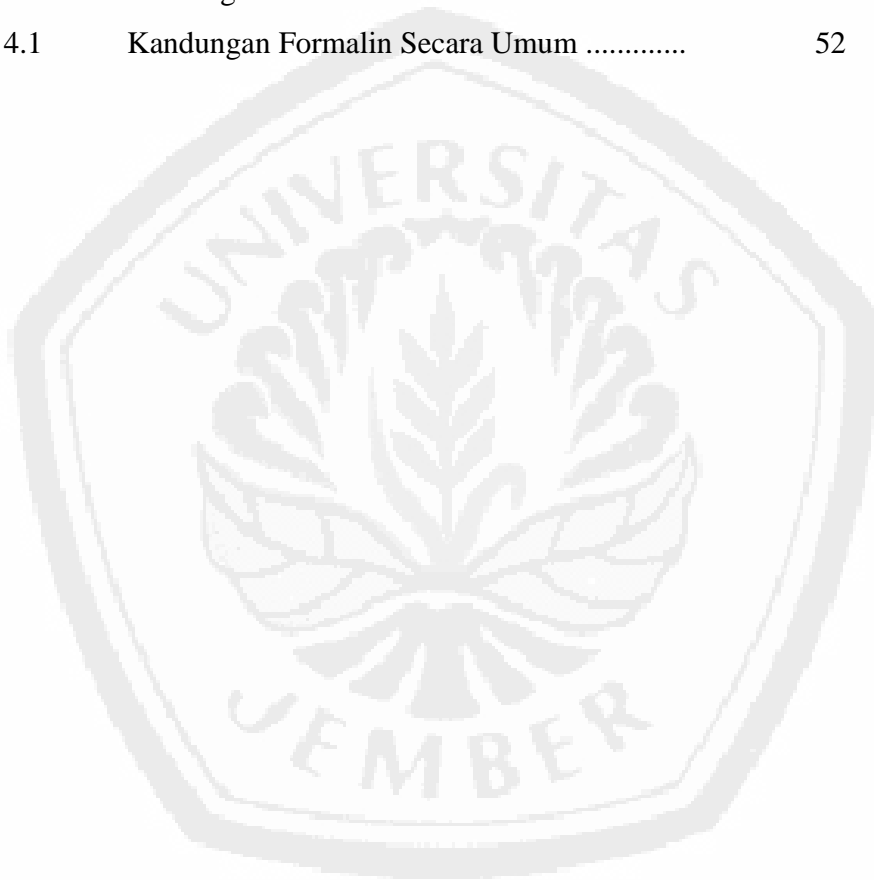 4.1 Kandungan Formalin Secara Umum ............. 52
UNIVERSITAS
JEMBER